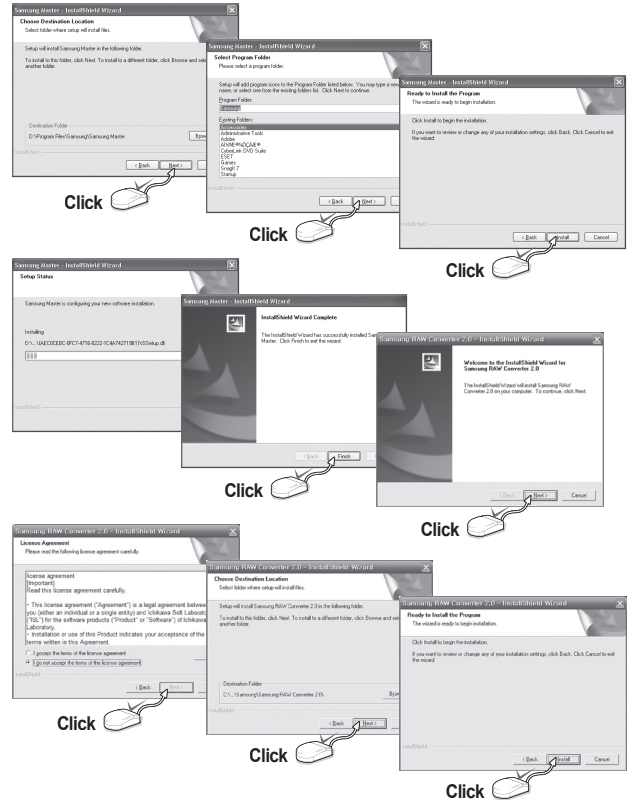 Samsung Master - InstallShield Wizard
Choose Destination Location
Select folder where setup will install files.
Setup will install Samsung Master in the following folder.
To install to this folder, click Next. To install to a different folder, click Browse and
another folder.
Destination Folder
D:\Program Files\Samsung\Samsung Master
InstallShield
< Back
Next >
Click
Samsung Master - InstallShield Wizard
Select Program Folder
Please select a program folder.
Setup will add program icons to the Program Folder listed below. You may type a new
name, or select one from the existing folders list. Click Next to continue.
Program Folder:
Samsung
Existing Folders:
Accessories
Administrative Tools
Adobe
CyberLink DVD Suite
ESET
Games
SnagIt 7
Startup
InstallShield
< Back
Next >
Click
Samsung Master - InstallShield Wizard
Ready to Install the Program
The wizard is ready to begin installation.
Click Install to begin the installation.
If you want to review or change any of your installation settings, click Back. Click Cancel to exit
the wizard.
InstallShield
< Back
Install
Cancel
Click
Samsung Master - InstallShield Wizard
Setup Status
Samsung Master is configuring your new software installation.
Installing
InstallShield
Samsung Master - InstallShield Wizard
InstallShield Wizard Complete
The InstallShield Wizard has successfully installed
Master. Click Finish to exit the wizard.
< Back
Finish
Click
Samsung RAW Converter 2.0 - InstallShield Wizard
Welcome to the InstallShield Wizard for
Samsung RAW Converter 2.0
The InstallShield Wizard will install Samsung RAW
Converter 2.0 on your computer. To continue, click Next.
< Back
Next >
Cancel
Click
Samsung RAW Converter 2.0 - InstallShield Wizard
License Agreement
Please read the following license agreement carefully.
license agreement
[Important]
Read this license agreement carefully.
- This license agreement ("Agreement") is a legal agreement
you (either an individual or a single entity) and Ichikawa Soft
("ISL") for the software products ("Product" or "Software") of Ichikawa
Laboratory.
- Installation or use of this Product indicates your acceptance of the
terms written in this Agreement.
I accept the terms of the license agreement
I do not accept the terms of the license agreement
InstallShield
< Back
Next >
Click
Samsung RAW Converter 2.0 - InstallShield Wizard
Choose Destination Location
Select folder where setup will install files.
Setup will install Samsung RAW Converter 2.0 in the following folder.
To install to this folder, click Next. To install to a different folder, click Browse and
another folder.
Destination Folder
C:\...\Samsung\Samsung RAW Converter 2.0\
InstallShield
< Back
Next >
Click
Samsung RAW Converter 2.0 - InstallShield Wizard
Ready to Install the Program
The wizard is ready to begin installation.
Click Install to begin the installation.
If you want to review or change any of your installation settings, click Back. Click Cancel to exit
the wizard.
InstallShield
< Back
Install
Cancel
Click